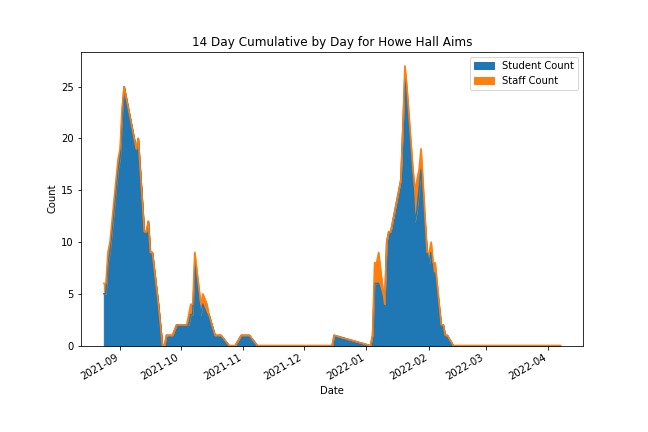 14 Day Cumulative by Day for Howe Hall Aims
Student Count
Staff Count
Count
25
20
15
10
5
0
2021-09
2021-10
2021-11
2021-12
2022-01
2022-02
2022-03
2022-04
Date